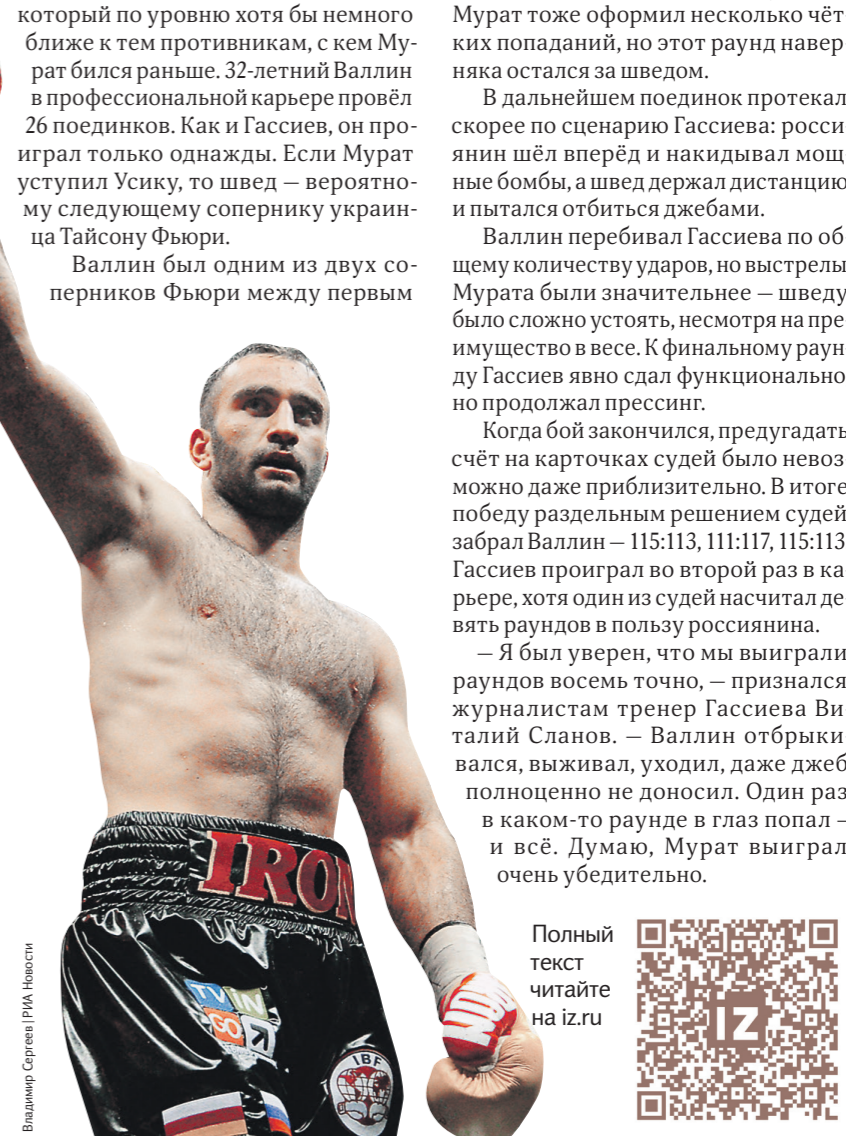 который по уровню хотя бы немного
ближе к тем противникам, с кем Му-
рат бился раньше. 32-летний Валлин
в профессиональной карьере провёл
26 поединков. Как и Гассиев, он про-
играл только однажды. Если Мурат
уступил Усику, то швед — вероятно-
му следующему сопернику украин-
ца Тайсону Фьюри.
Валлин был одним из двух со-
перников Фьюри между первым
Мурат тоже оформил несколько чёт
ких попаданий, но этот раунд навер
няка остался за шведом.
В дальнейшем поединок протекал
скорее по сценарию Гассиева: росси
янин шёл вперёд и накидывал мощ
ные бомбы, а швед держал дистанцию
и пытался отбиться джебами.
Валлин перебивал Гассиева по об
щему количеству ударов, но выстрелы
Мурата были значительнее — шведу
было сложно устоять, несмотря на пре
имущество в весе. К финальному раун
ду Гассиев явно сдал функционально
но продолжал прессинг.
Когда бой закончился, предугадать
счёт на карточках судей было невоз
можно даже приблизительно. В итоге
победу раздельным решением судей
забрал Валлин — 115:113, 111:117, 115:113
Гассиев проиграл во второй раз в ка
рьере, хотя один из судей насчитал де
вять раундов в пользу россиянина.
— Я был уверен, что мы выиграли
раундов восемь точно, — признался
журналистам тренер Гассиева Ви
талий Сланов. — Валлин отбрыки
вался, выживал, уходил, даже джеб
полноценно не доносил. Один раз
в каком-то раунде в глаз попал –
и всё. Думаю, Мурат выиграл
очень убедительно.
IRON
TV IN
GO
IBF
Полный
текст
читайте
на iz.ru
iz
Владимир Сергеев | РИА Новости